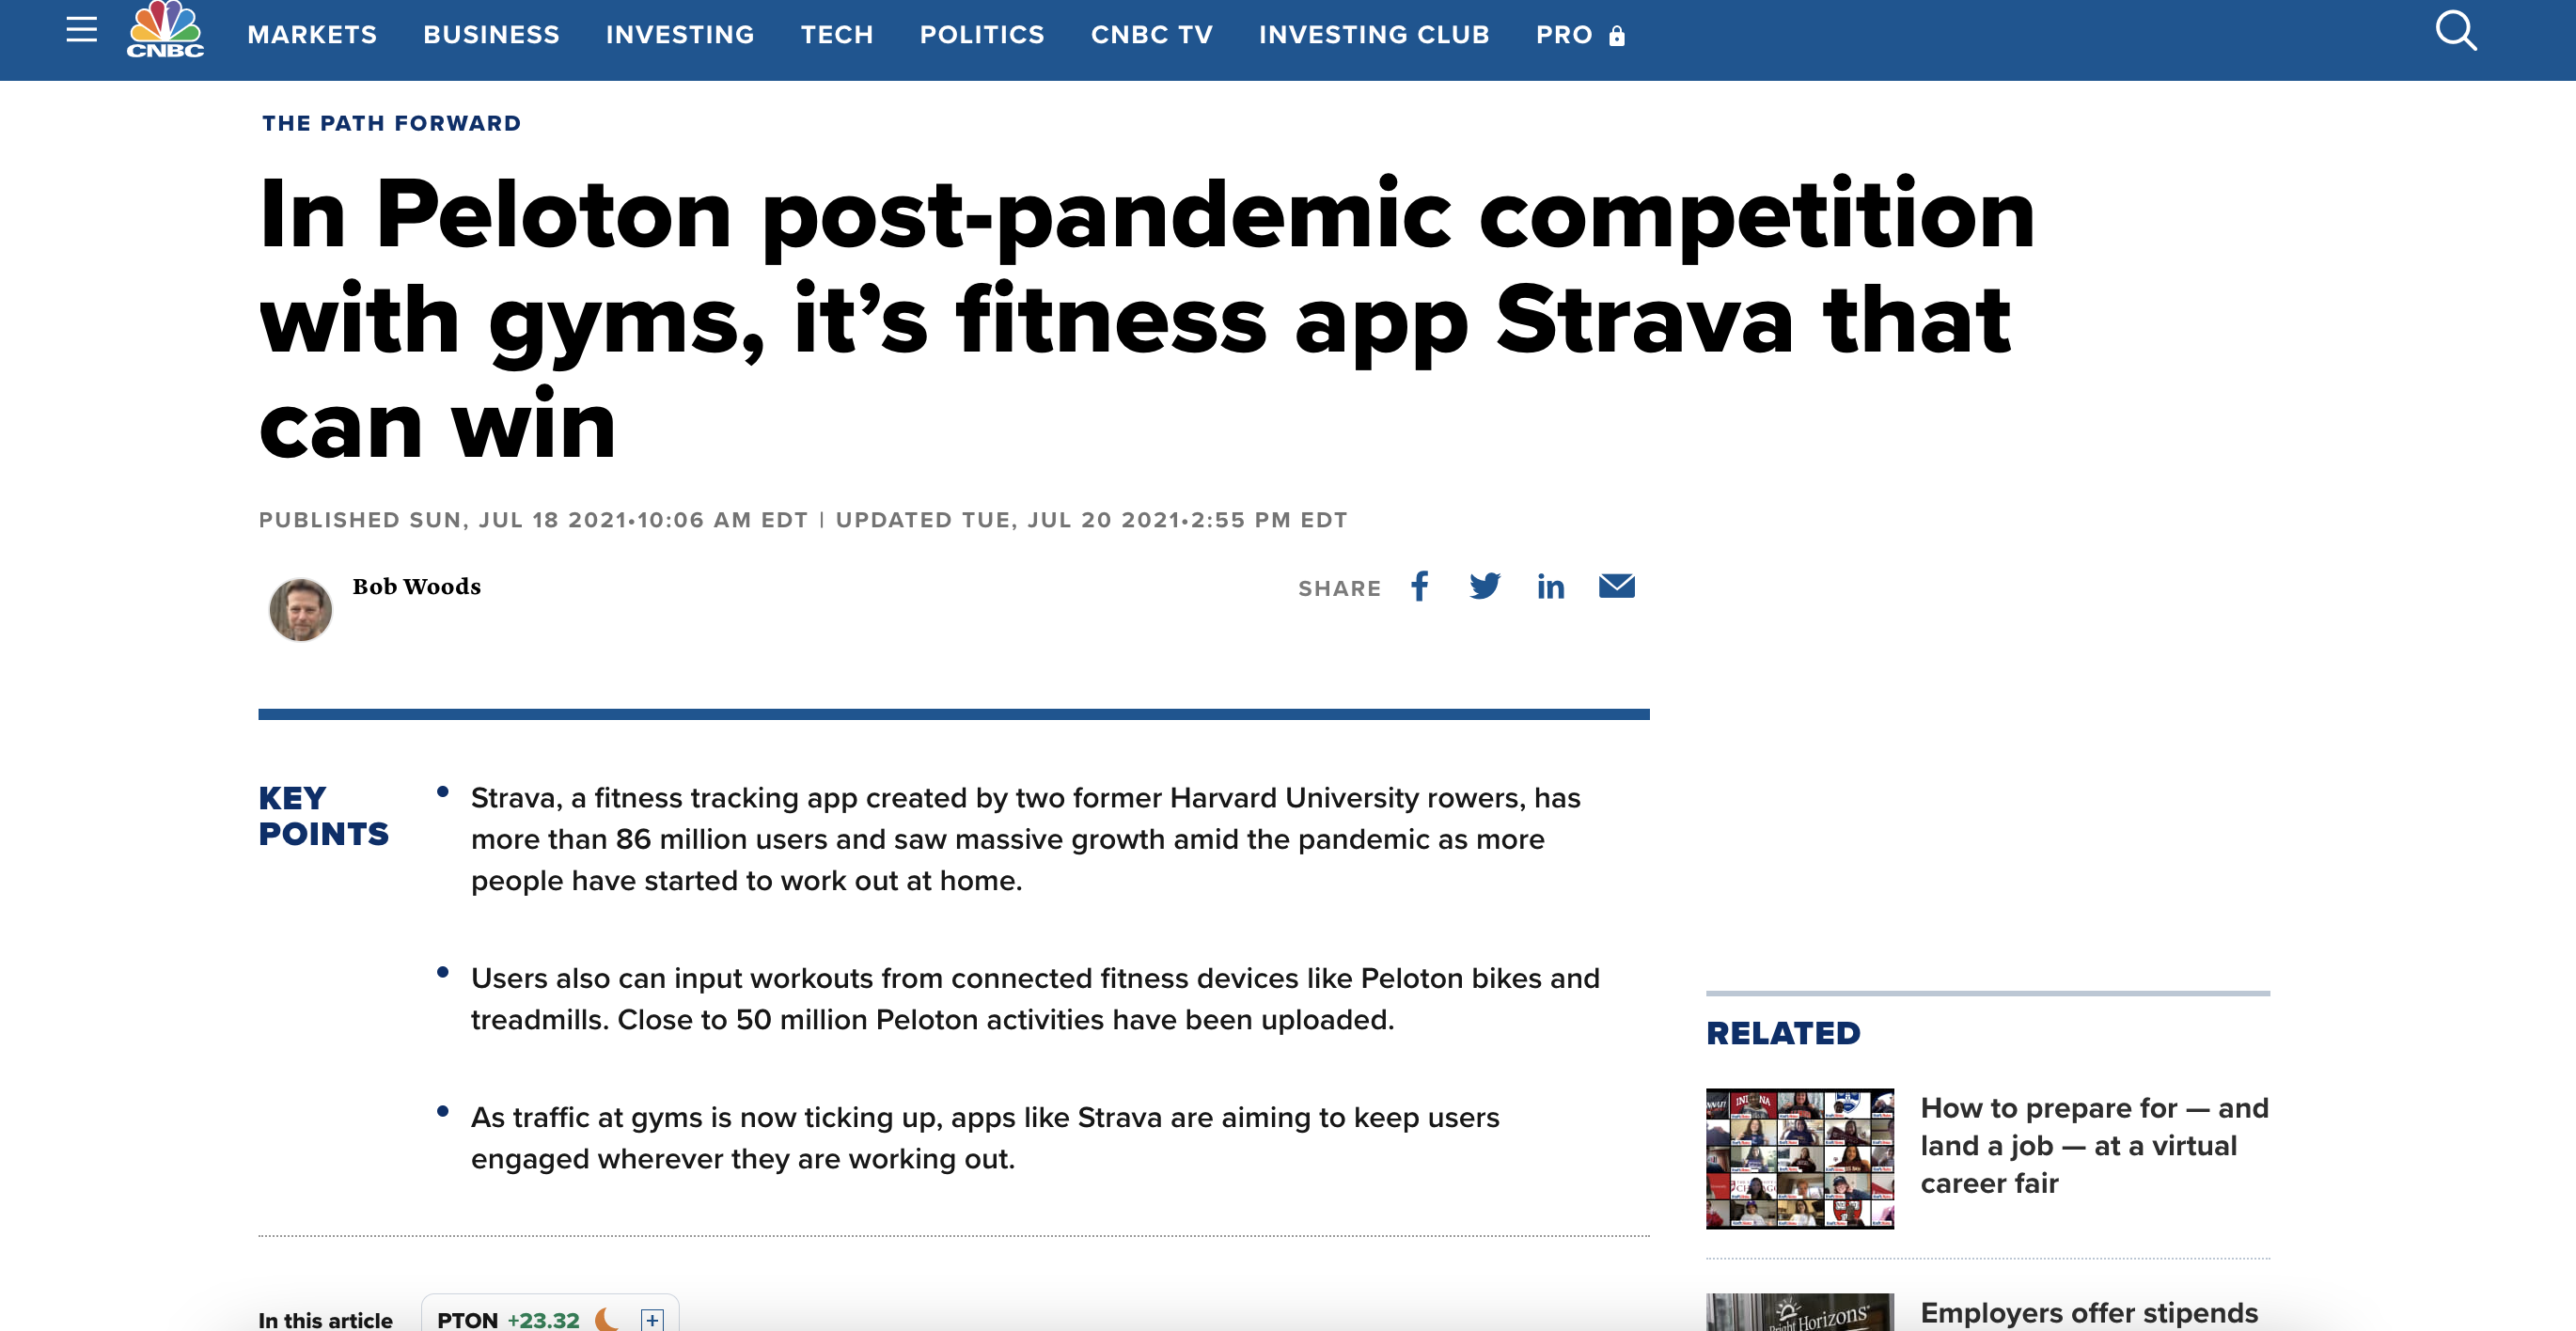 CNBC
MARKETS BUSINESS INVESTING TECH POLITICS CNBC TV INVESTING CLUB PRO
THE PATH FORWARD
In Peloton post-pandemic competition
with gyms, it’s fitness app Strava that
can win
PUBLISHED SUN, JUL 18 2021•10:06 AM EDT | UPDATED TUE, JUL 20 2021•2:55 PM EDT
Bob Woods
SHARE
KEY
POINTS
• Strava, a fitness tracking app created by two former Harvard University rowers, has
more than 86 million users and saw massive growth amid the pandemic as more
people have started to work out at home.
• Users also can input workouts from connected fitness devices like Peloton bikes and
treadmills. Close to 50 million Peloton activities have been uploaded.
• As traffic at gyms is now ticking up, apps like Strava are aiming to keep users
engaged wherever they are working out.
In this article PTON +23.32
RELATED
How to prepare for — and
land a job — at a virtual
career fair
Bright Horizons
Employers offer stipends